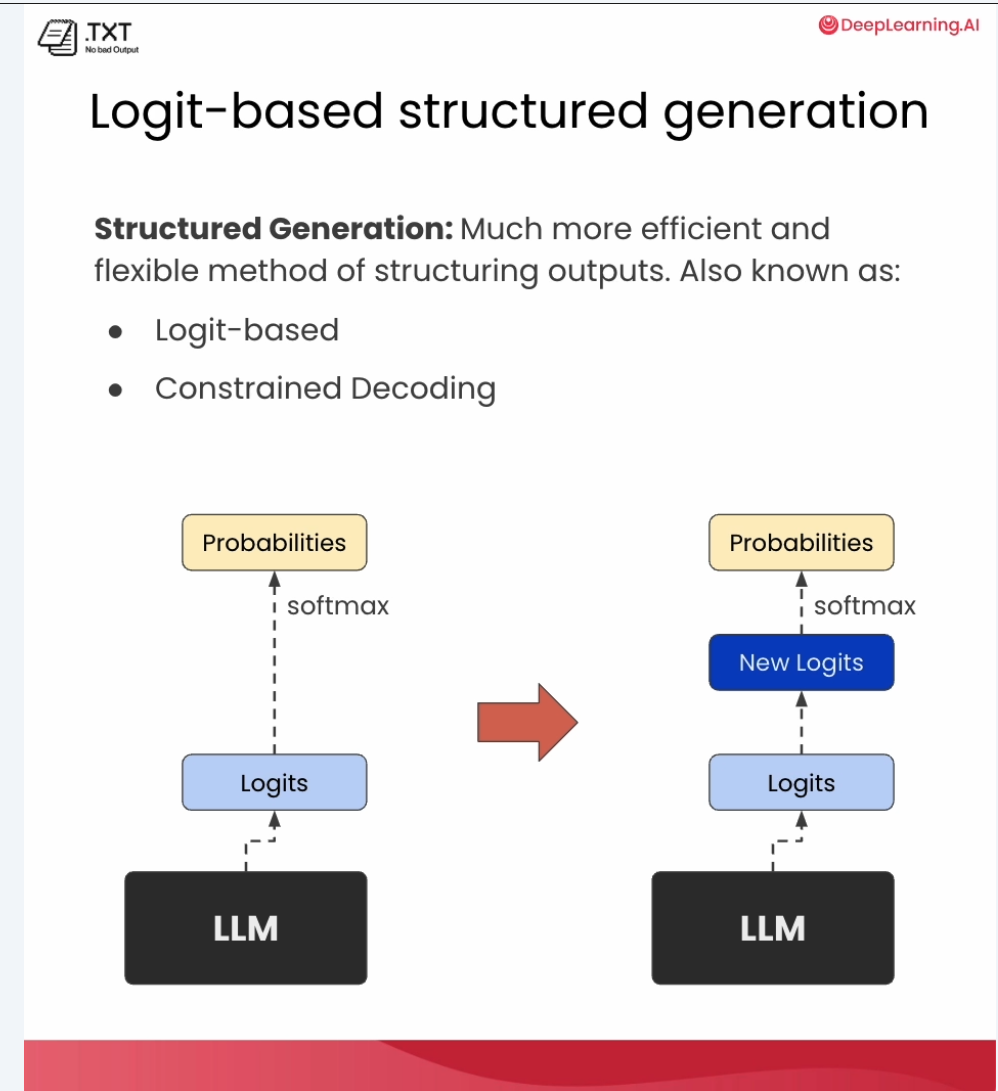 .TXT
No bad Output
DeepLearning.AI
Logit-based structured generation
Structured Generation: Much more efficient and
flexible method of structuring outputs. Also known as:
● Logit-based
● Constrained Decoding
Probabilities
softmax
Logits
LLM
Probabilities
softmax
New Logits
Logits
LLM